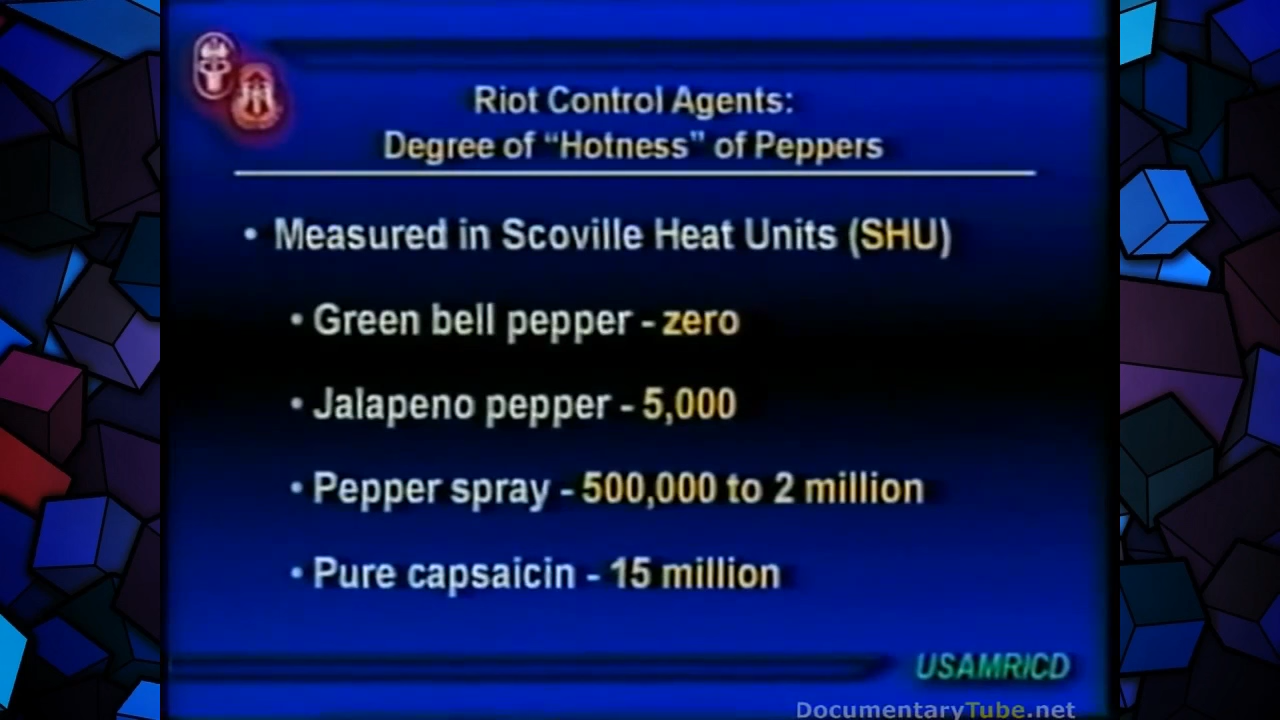 Riot Control Agents:
Degree of “Hotness” of Peppers
• Measured in Scoville Heat Units (SHU)
• Green bell pepper - zero
• Jalapeno pepper - 5,000
• Pepper spray - 500,000 to 2 million
• Pure capsaicin - 15 million
USAMRICD
DocumentaryTube.net